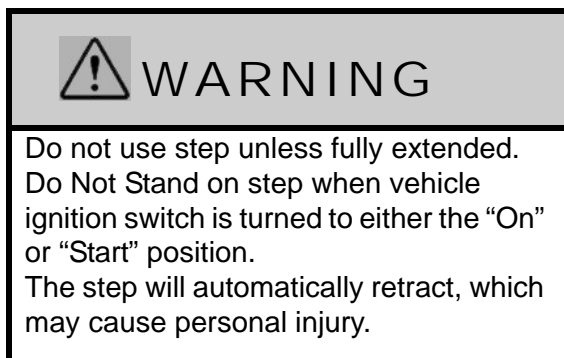 WARNING
Do not use step unless fully extended.
Do Not Stand on step when vehicle
ignition switch is turned to either the “On”
or “Start” position.
The step will automatically retract, which
may cause personal injury.